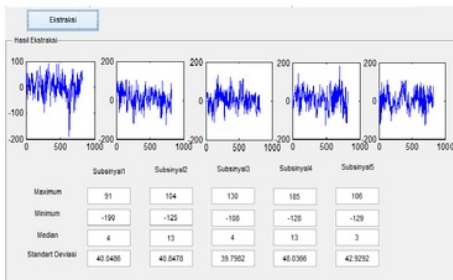 Ekstraksi
Hasil Ekstraksi
100 200 200 200 200
0 0 0 0
-100
-200 -200 -200 -200 -200
0 500 1000 0 500 1000 0 500 1000 0 500 1000 0 500 1000
Subsinyal1 Subsinyal2 Subsinyal3 Subsinyal4 Subsinyal5
Maximum 91 104 130 185 106
Minimum -190 -125 -108 -128 -129
Median 4 13 4 13 3
Standart Deviasi 40.0486 40.8478 39.7982 48.0366 42.9292